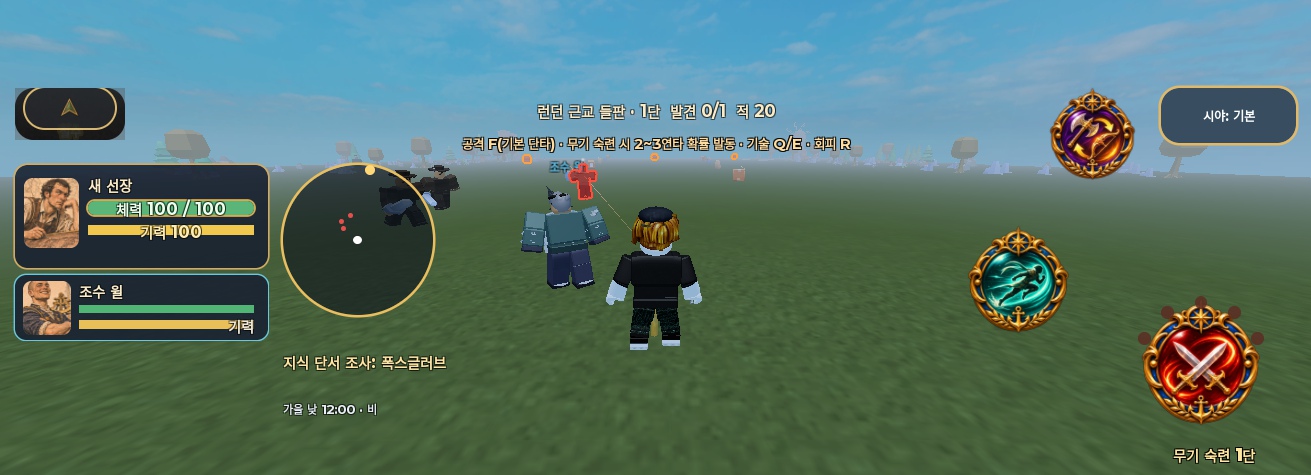 런던 근교 들판 · 1단 발견 0/1 적 20
시야: 기본
공격 F(기본 단타) · 무기 숙련 시 2~3연타 확률 발동 · 기술 Q/E · 회피 R
조수
새 선장
체력 100 / 100
기력 100
조수 윌
기력
지식 단서 조사: 폭스글러브
가을 낮 12:00 · 비
무기 숙련 1단